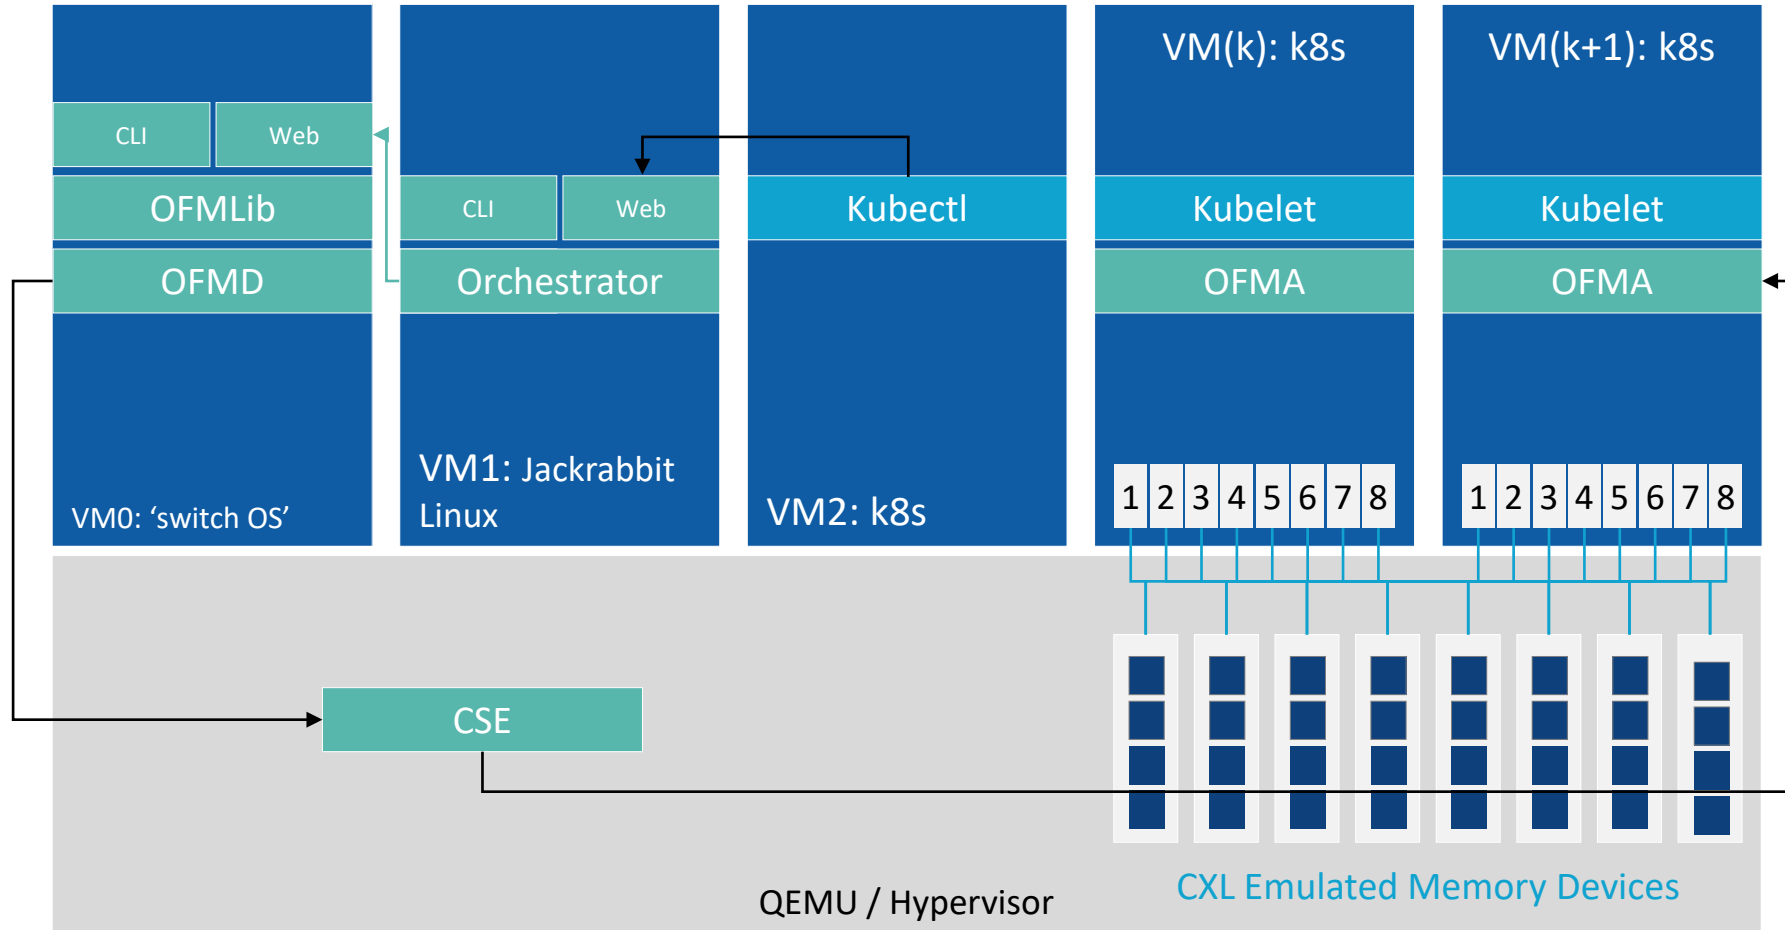 VM(k): k8s
VM(k+1): k8s
CLI
Web
OFMLib
CLI
Web
Kubectl
Kubelet
Kubelet
OFMD
Orchestrator
OFMA
OFMA
VM0: ‘switch OS’
VM1: Jackrabbit
Linux
VM2: k8s
1 2 3 4 5 6 7 8
1 2 3 4 5 6 7 8
CSE
CXL Emulated Memory Devices
QEMU / Hypervisor